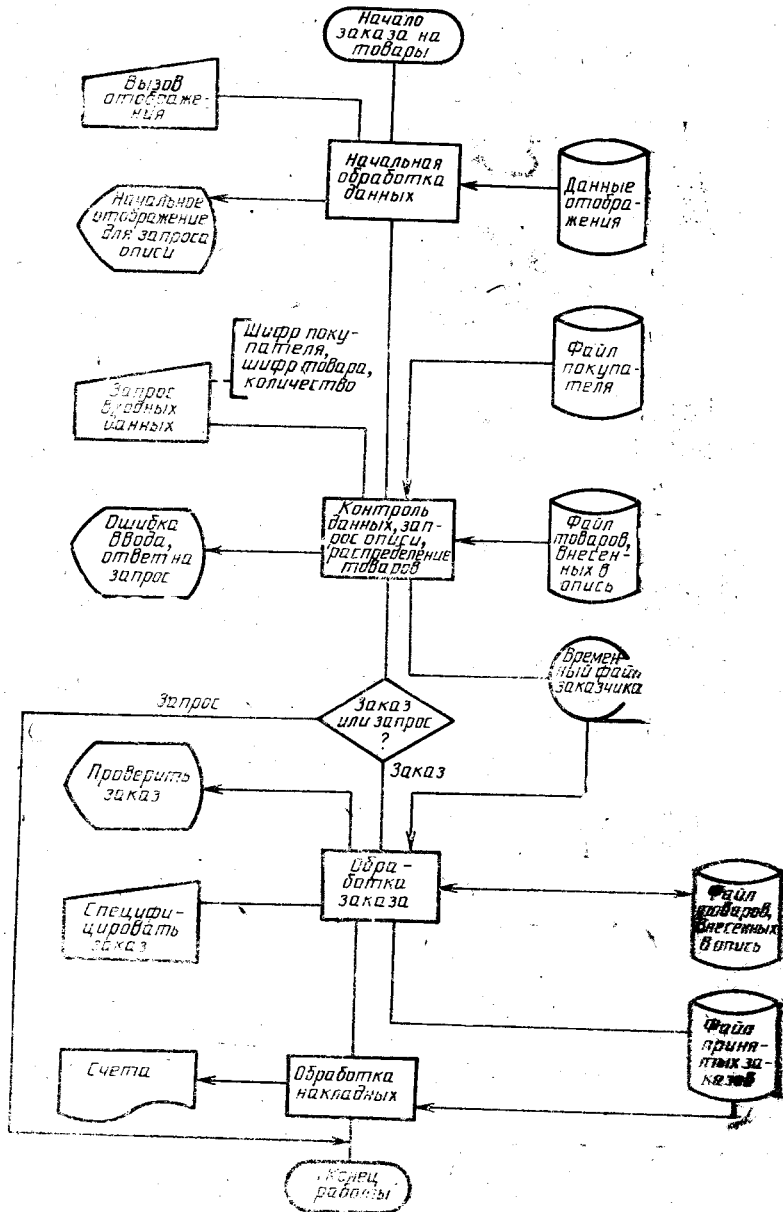 Начало
заказа на
товары
Вызов
отображе-
ния
Начальная
обработка
данных
Данные
отобра-
жения
Начальное
отображение
для запроса
описи
Шифр поку-
пателя,
шифр товара,
количество
Файл
покупа-
теля
Запрос
входных
данных
Контроль
данных, зап-
рос описи,
распределение
товаров
Ошибка
ввода,
ответ на
запрос
Файл
товаров,
внесен-
ных в
опись
Времен-
ный файл
заказчика
Запрос
Заказ
или запрос
?
Заказ
Проверить
заказ
Обра-
ботка
заказа
Файл
товаров,
внесенных
в опись
Специфи-
цировать
заказ
Файл
приня-
тых за-
казов
Счета
Обработка
накладных
Конец
работы